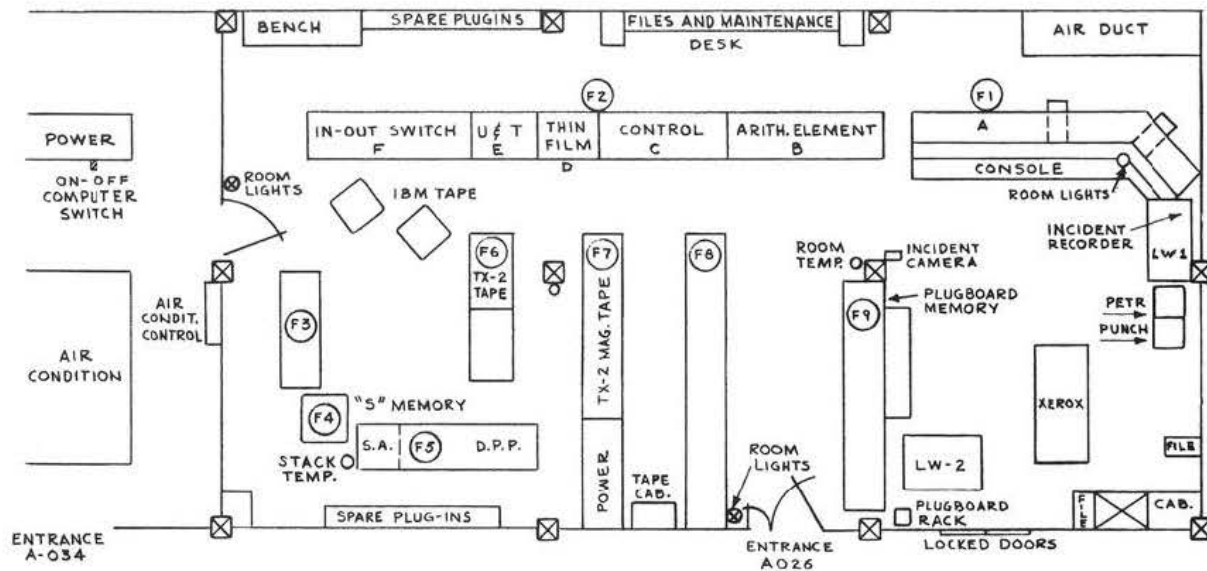 BENCH
SPARE PLUGINS
FILES AND MAINTENANCE
DESK
AIR DUCT
POWER
ON-OFF
COMPUTER
SWITCH
ROOM
LIGHTS
F2
IN-OUT SWITCH
F
U & T
E
THIN
FILM
D
CONTROL
C
ARITH. ELEMENT
B
F1
A
CONSOLE
ROOM LIGHTS
IBM TAPE
INCIDENT
RECORDER
LW1
F6
TX-2
TAPE
F7
TX-2 MAG. TAPE
POWER
F8
ROOM
TEMP.
INCIDENT
CAMERA
PLUGBOARD
MEMORY
F9
PETR
PUNCH
AIR
CONDIT.
CONTROL
AIR
CONDITION
F3
F4
"S" MEMORY
S.A.
F5
D.P.P.
STACK
TEMP.
XEROX
LW-2
FILE
ROOM
LIGHTS
TAPE
CAB.
SPARE PLUG-INS
PLUGBOARD
RACK
FILE
CAB.
ENTRANCE
A-034
ENTRANCE
A026
LOCKED DOORS